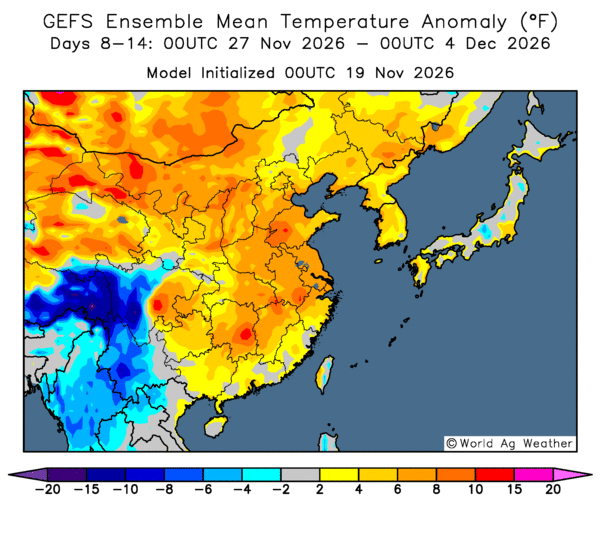 GEFS Ensemble Mean Temperature Anomaly (°F)
Days 8-14: 00UTC 27 Nov 2026 - 00UTC 4 Dec 2026
Model Initialized 00UTC 19 Nov 2026
© World Ag Weather
-20 -15 -10 -8 -6 -4 -2 2 4 6 8 10 15 20